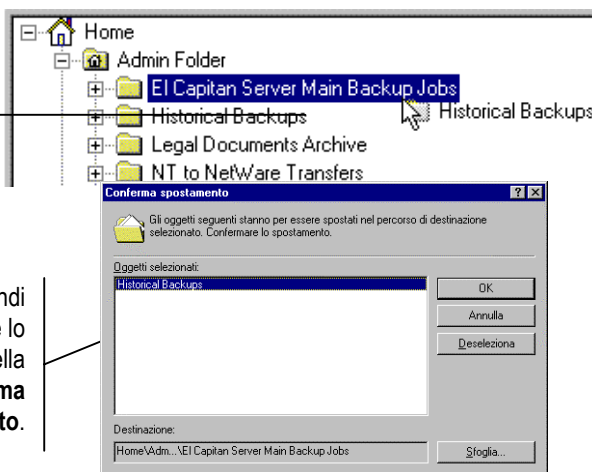 Home
Admin Folder
El Capitan Server Main Backup Jobs
Historical Backups
Historical Backups
Legal Documents Archive
NT to NetWare Transfers
Conferma spostamento
Gli oggetti seguenti stanno per essere spostati nel percorso di destinazione
selezionato. Confermare lo spostamento.
Oggetti selezionati:
Historical Backups
OK
Annulla
Deseleziona
Destinazione:
Home\Adm...\El Capitan Server Main Backup Jobs
Sfoglia...
ndi
e lo
ella
ma
to.